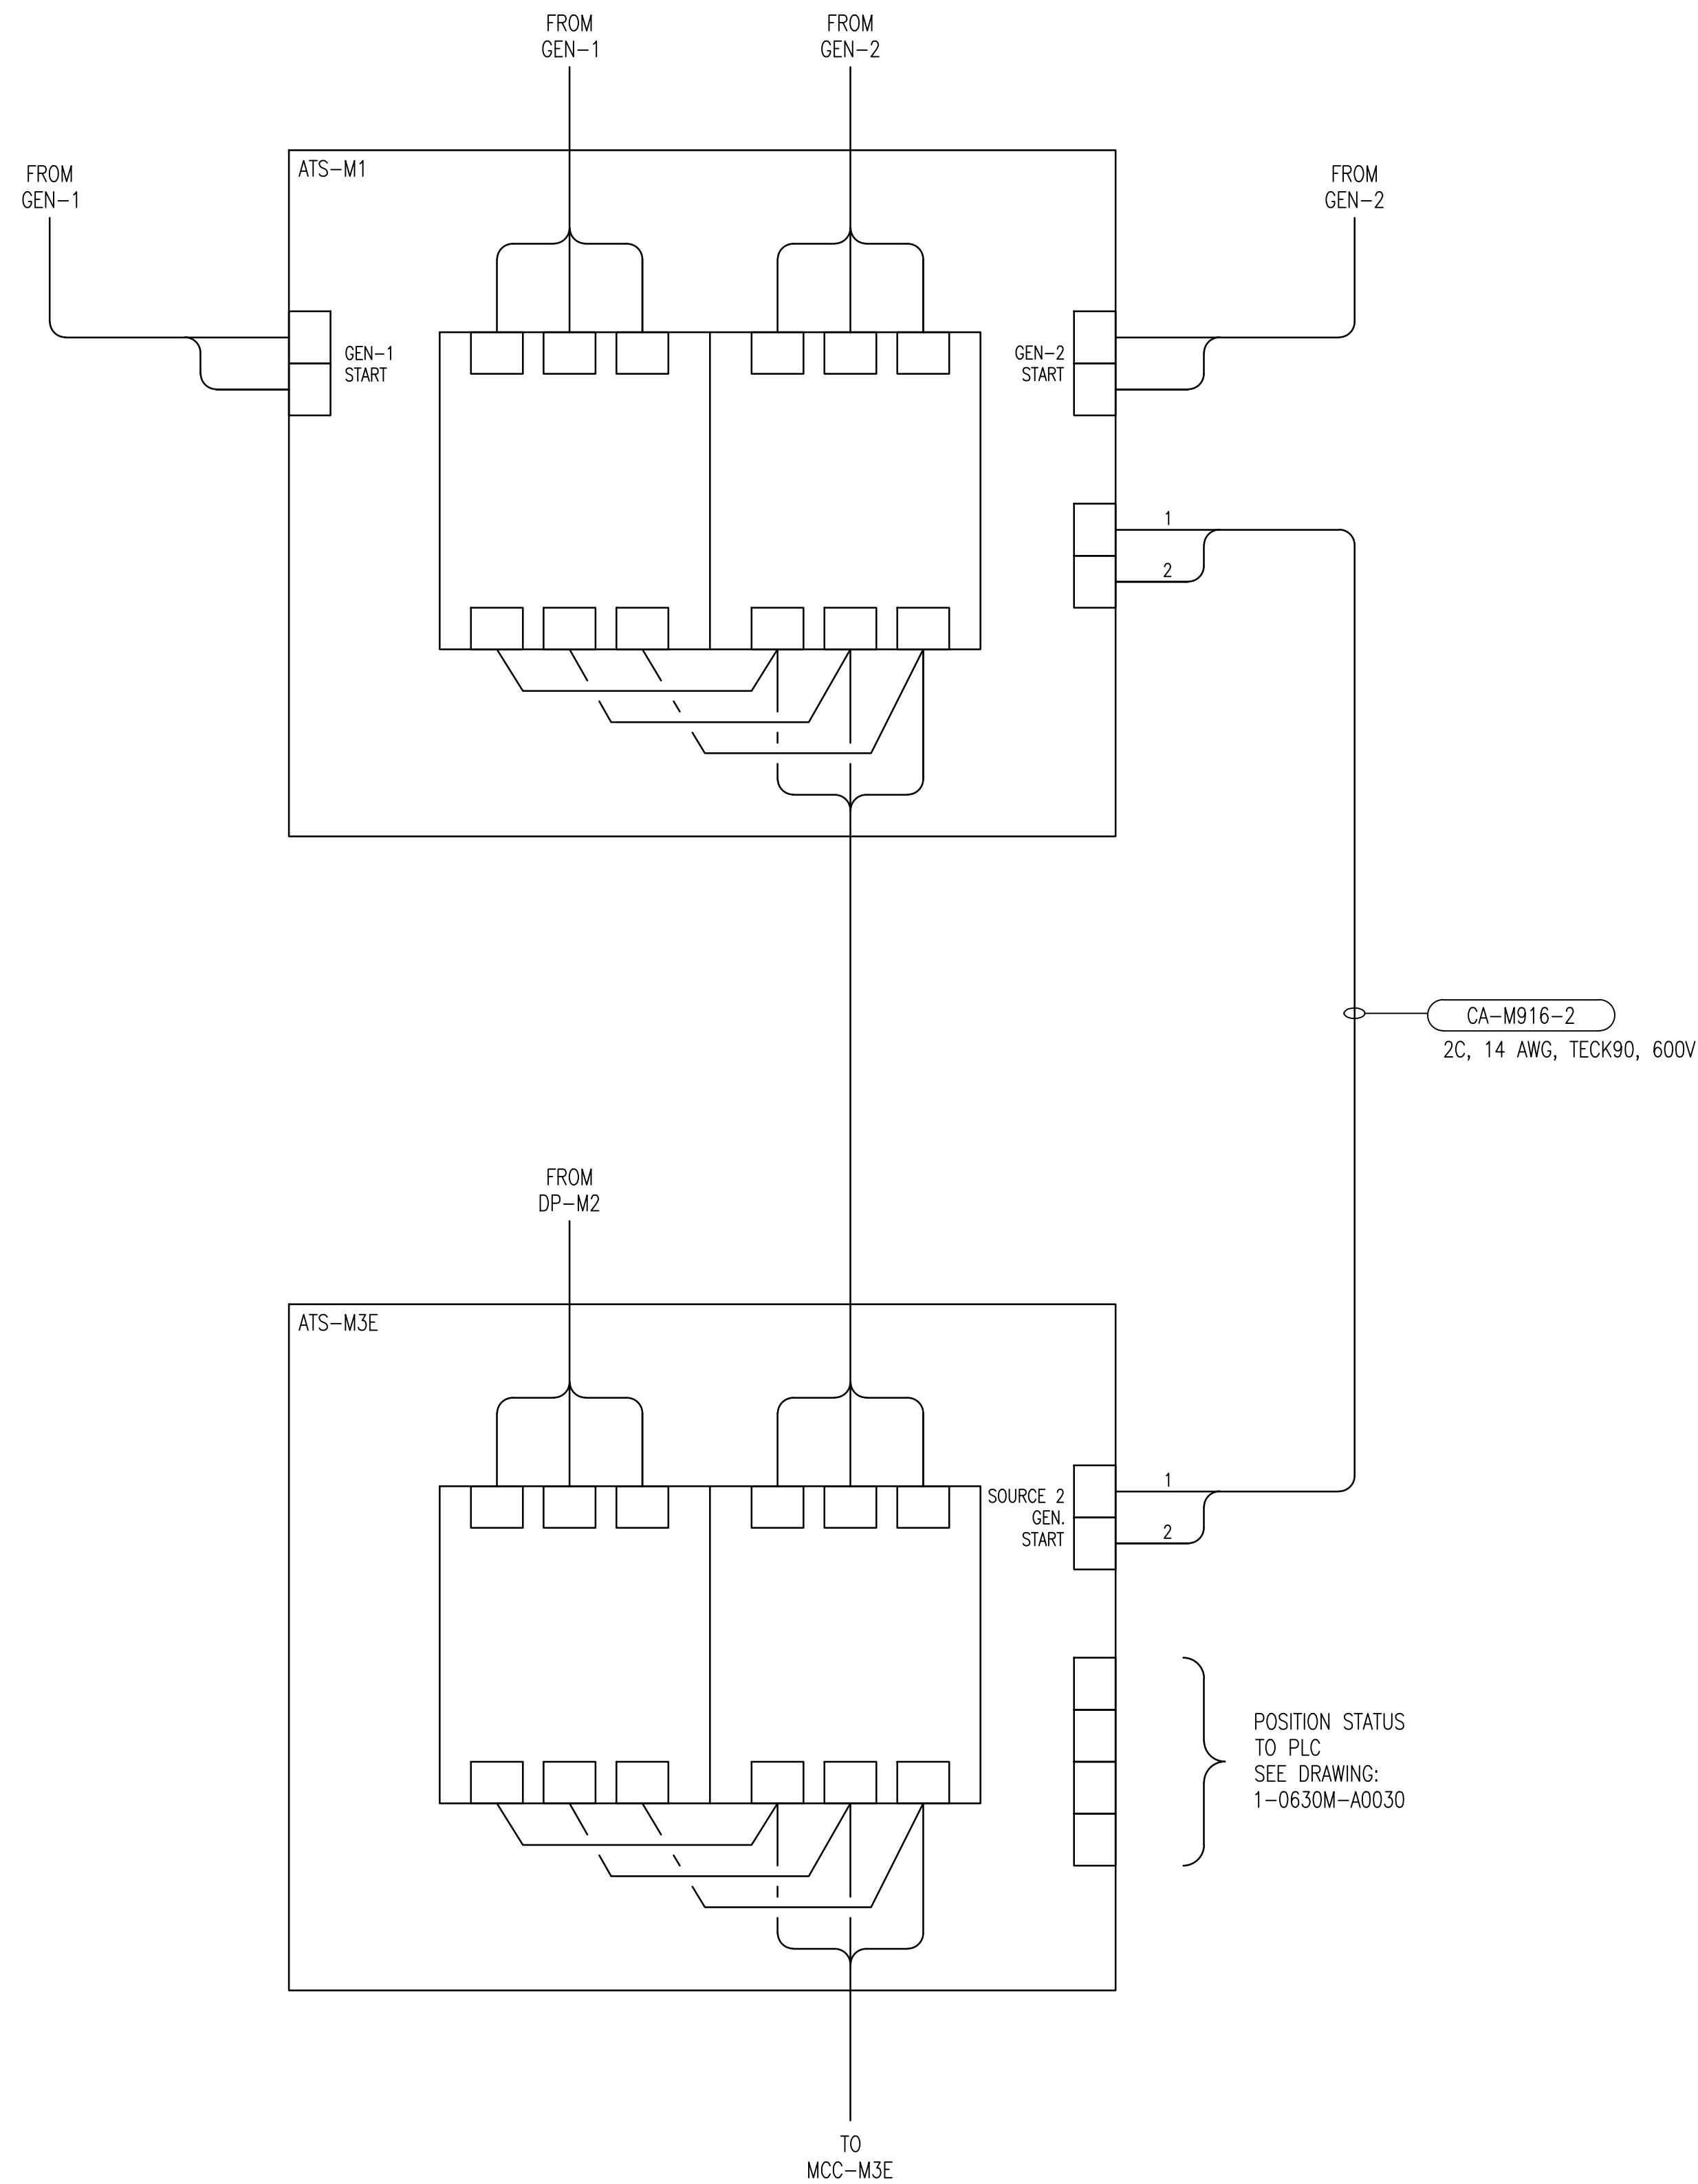 FROM
GEN-1
FROM
GEN-2
FROM
GEN-1
ATS-M1
FROM
GEN-2
GEN-1
START
GEN-2
START
1
2
CA-M916-2
2C, 14 AWG, TECK90, 600V
FROM
DP-M2
ATS-M3E
SOURCE 2
GEN.
START
1
2
POSITION STATUS
TO PLC
SEE DRAWING:
1-0630M-A0030
TO
MCC-M3E